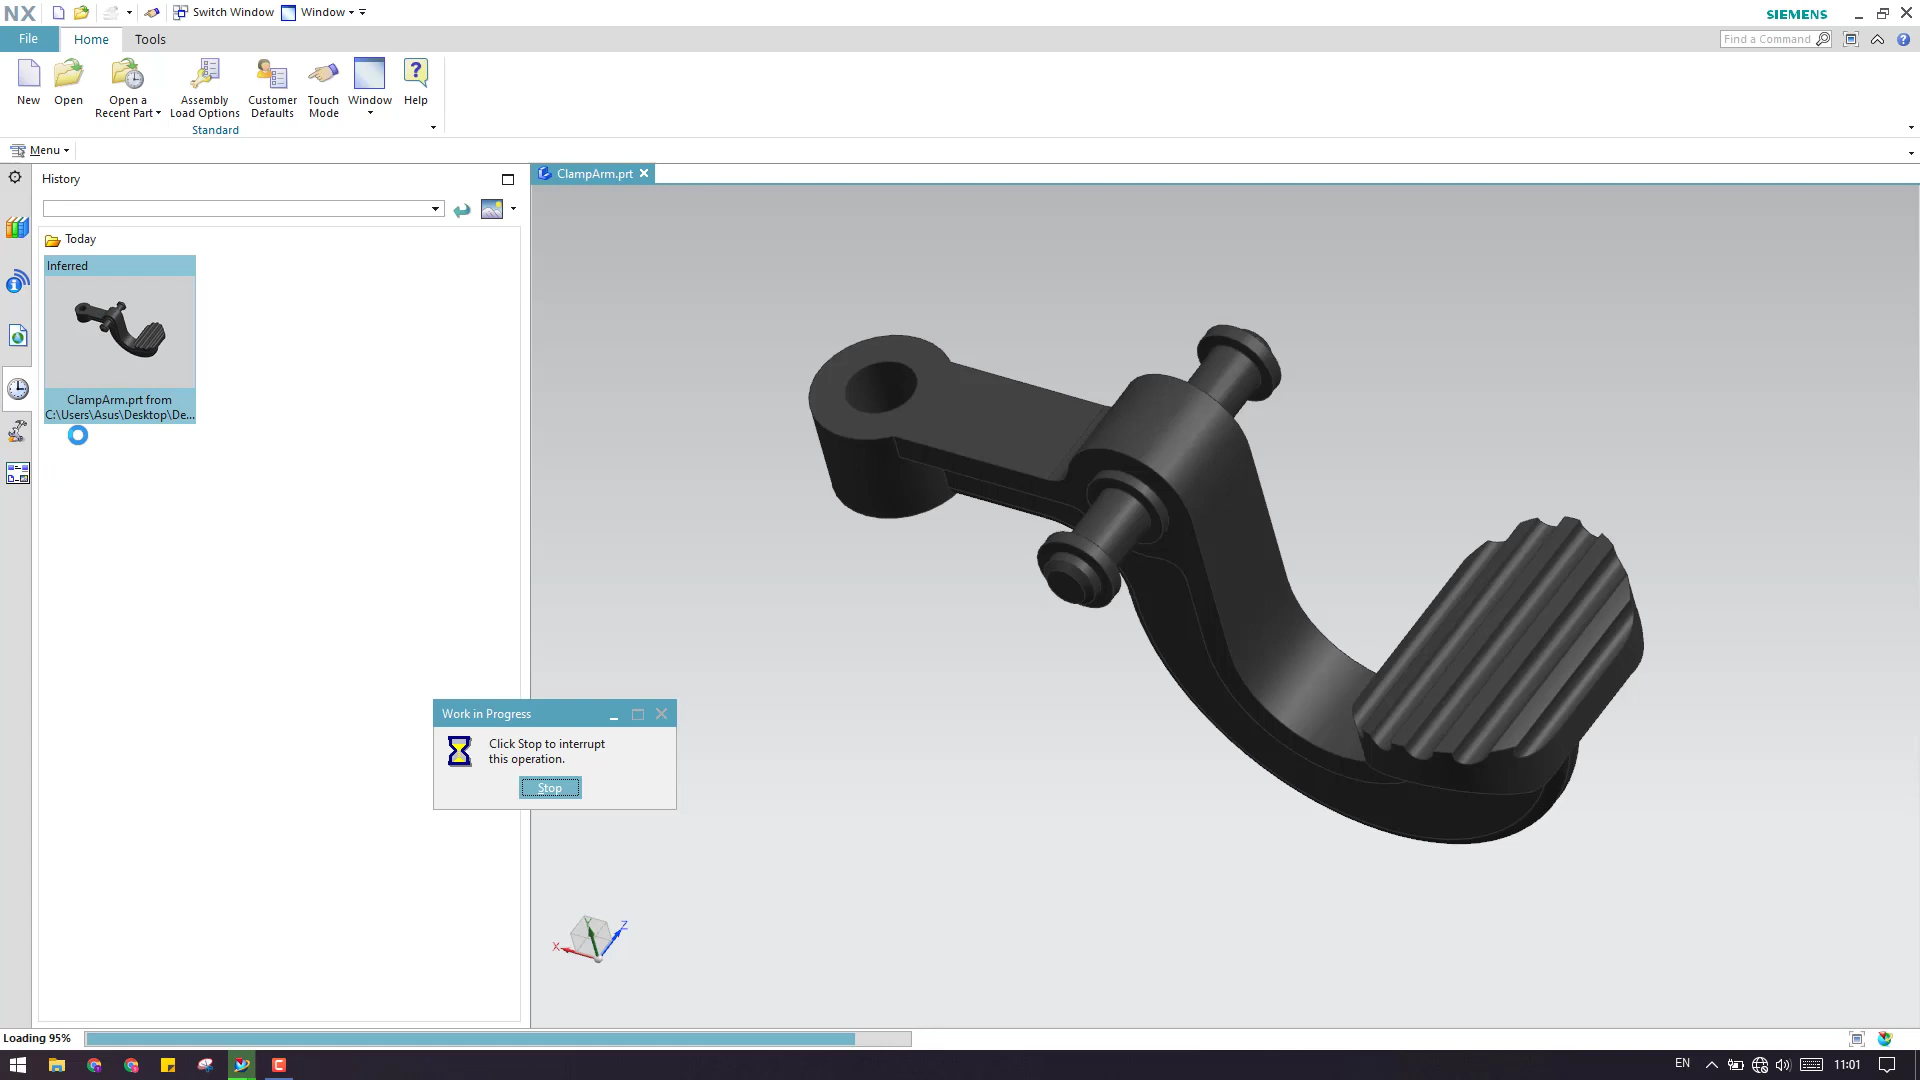 NX
Switch Window
Window
SIEMENS
File
Home
Tools
Find a Command
New
Open
Open a
Recent Part
Assembly
Load Options
Customer
Defaults
Touch
Mode
Window
Help
Standard
Menu
History
ClampArm.prt
Today
Inferred
ClampArm.prt from
C:\Users\Asus\Desktop\De...
Work in Progress
Click Stop to interrupt
this operation.
Stop
X
Y
Z
Loading 95%
EN
11:01